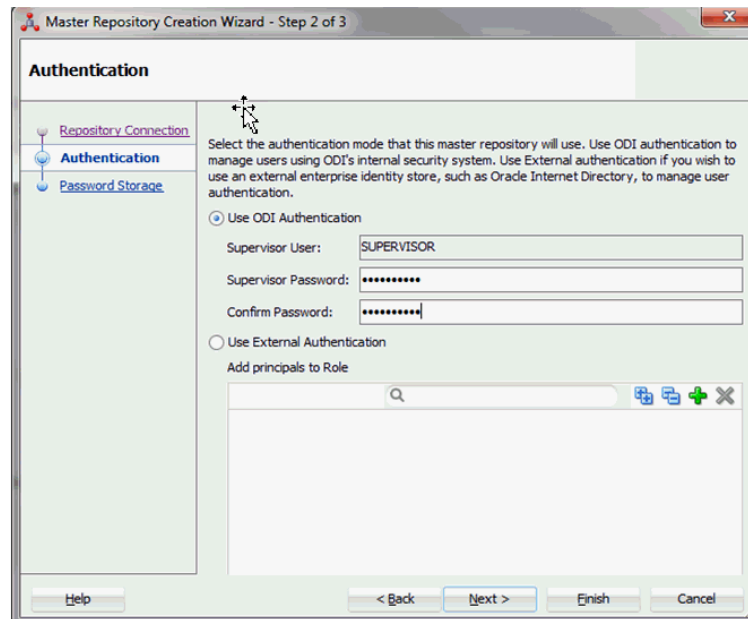 Master Repository Creation Wizard - Step 2 of 3
Authentication
Repository Connection
Authentication
Password Storage
Select the authentication mode that this master repository will use. Use ODI authentication to
manage users using ODI's internal security system. Use External authentication if you wish to
use an external enterprise identity store, such as Oracle Internet Directory, to manage user
authentication.
Use ODI Authentication
Supervisor User: SUPERVISOR
Supervisor Password: ••••••••••
Confirm Password: ••••••••••
Use External Authentication
Add principals to Role
Help < Back Next > Finish Cancel